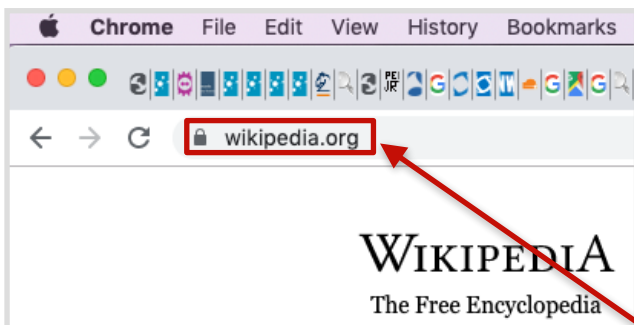 Chrome File Edit View History Bookmarks
wikipedia.org
WIKIPEDIA
The Free Encyclopedia